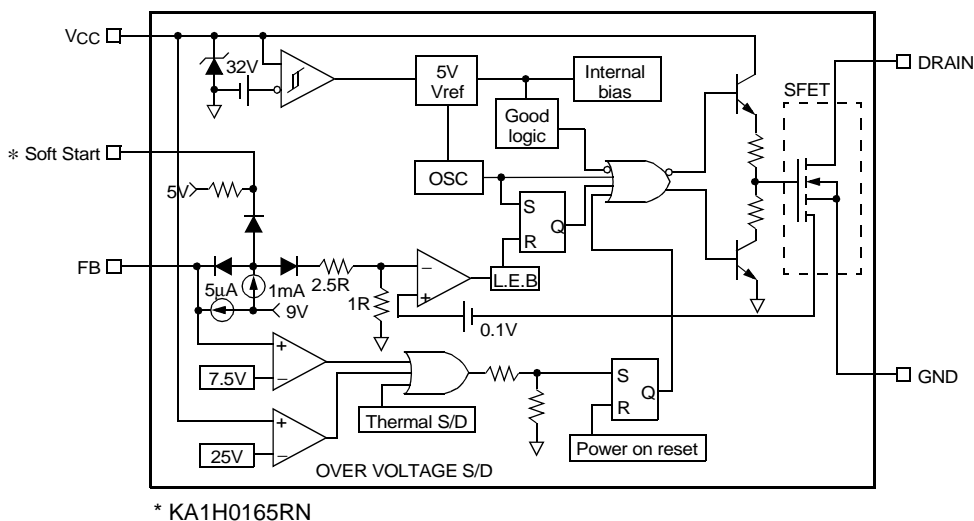 VCC
DRAIN
32V
5V
Vref
Internal
bias
SFET
Good
logic
* Soft Start
OSC
5V
S
Q
R
FB
2.5R
−
+
L.E.B
5μA
1mA
9V
1R
0.1V
+
−
7.5V
S
Q
R
GND
Thermal S/D
+
−
25V
Power on reset
OVER VOLTAGE S/D
* KA1H0165RN